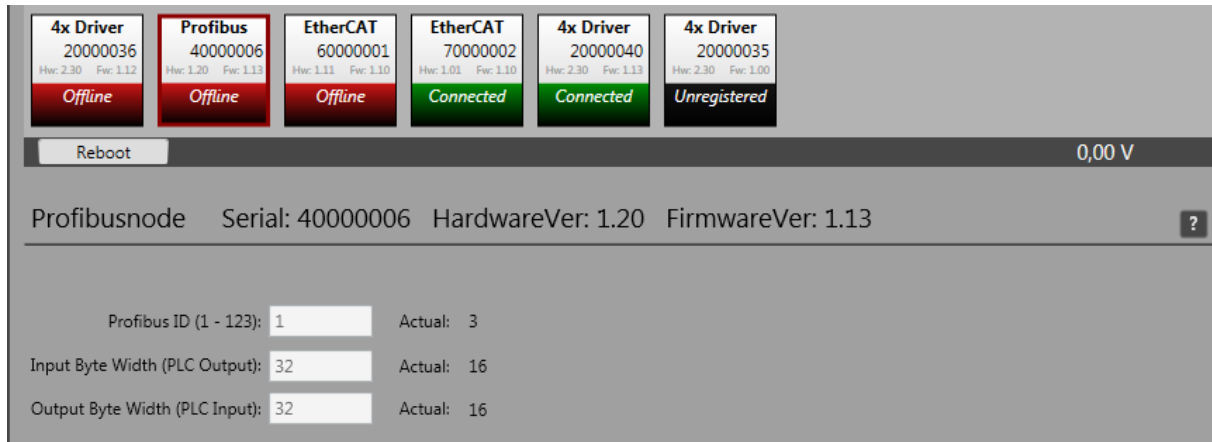 4x Driver
20000036
Hw: 2.30 Fw: 1.12
Offline
Profibus
40000006
Hw: 1.20 Fw: 1.13
Offline
EtherCAT
60000001
Hw: 1.11 Fw: 1.10
Offline
EtherCAT
70000002
Hw: 1.01 Fw: 1.10
Connected
4x Driver
20000040
Hw: 2.30 Fw: 1.13
Connected
4x Driver
20000035
Hw: 2.30 Fw: 1.00
Unregistered
Reboot 0,00 V
Profibusnode Serial: 40000006 HardwareVer: 1.20 FirmwareVer: 1.13 ?
Profibus ID (1 - 123): 1 Actual: 3
Input Byte Width (PLC Output): 32 Actual: 16
Output Byte Width (PLC Input): 32 Actual: 16